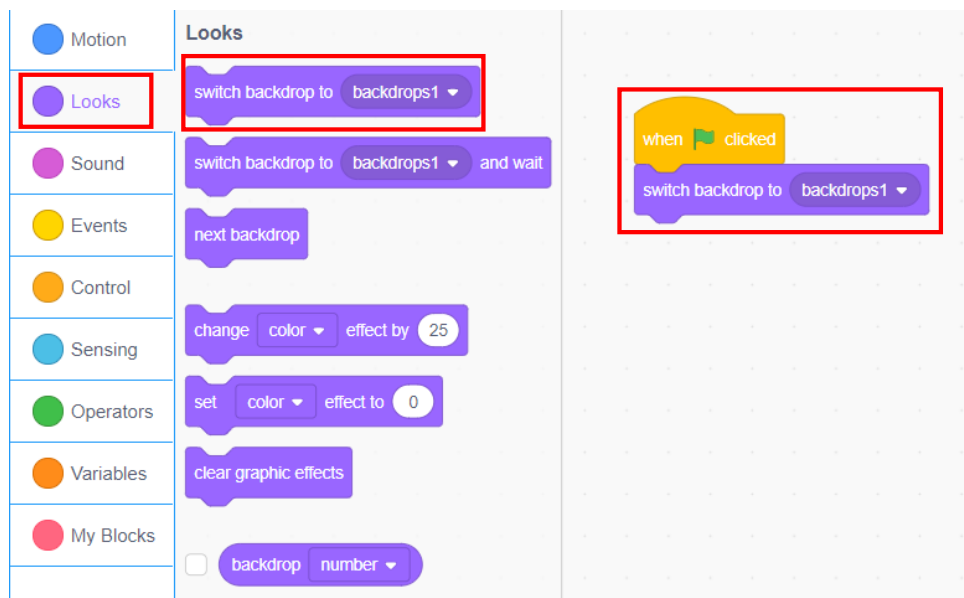 Motion
Looks
Sound
Events
Control
Sensing
Operators
Variables
My Blocks
Looks
switch backdrop to backdrops1
switch backdrop to backdrops1 and wait
next backdrop
change color effect by 25
set color effect to 0
clear graphic effects
backdrop number
when clicked
switch backdrop to backdrops1